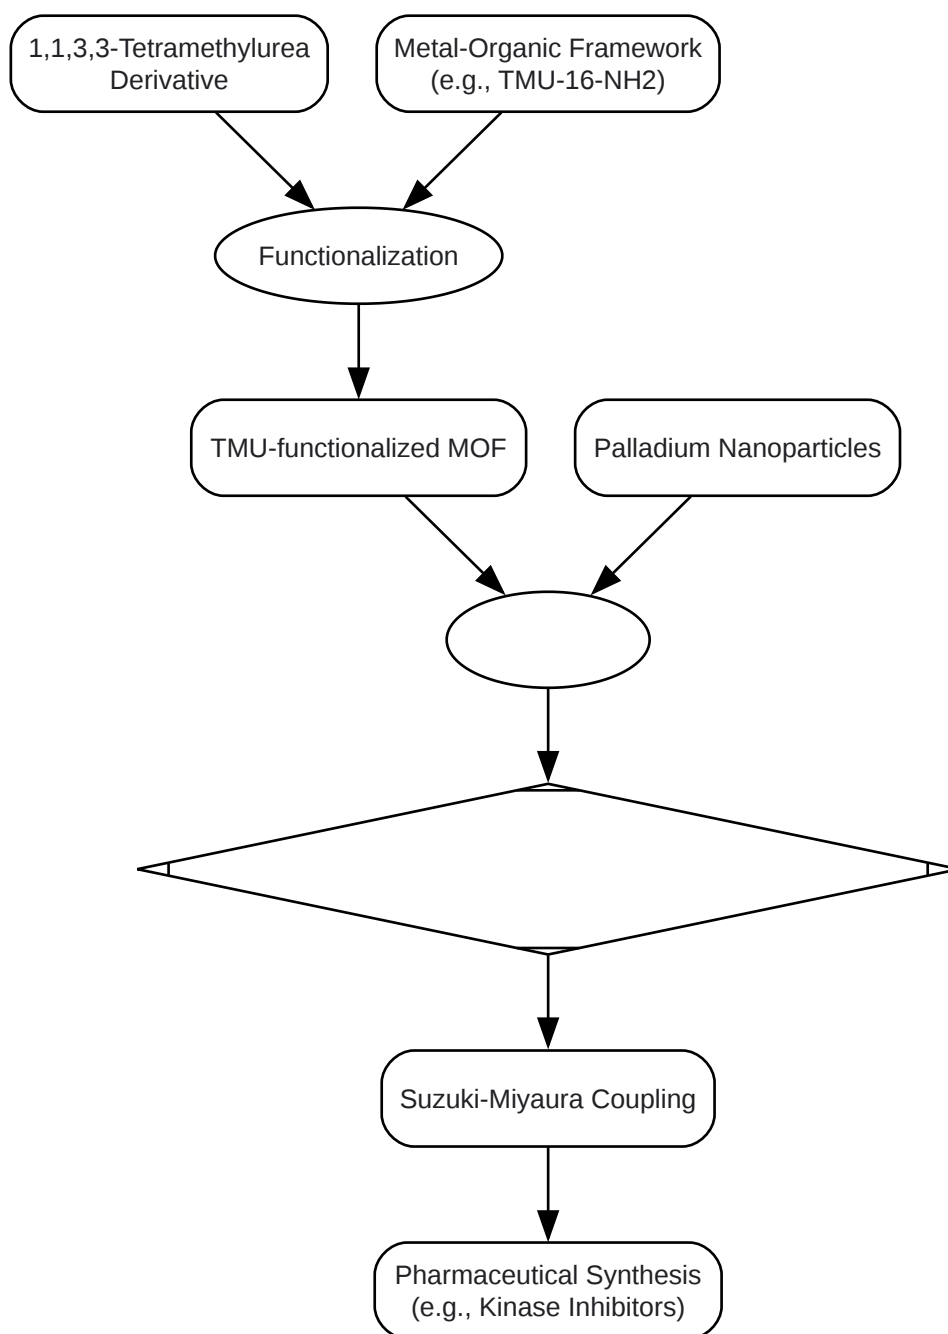 1,1,3,3-Tetramethylurea
Derivative
Metal-Organic Framework
(e.g., TMU-16-NH2)
Functionalization
TMU-functionalized MOF
Palladium Nanoparticles
Suzuki-Miyaura Coupling
Pharmaceutical Synthesis
(e.g., Kinase Inhibitors)